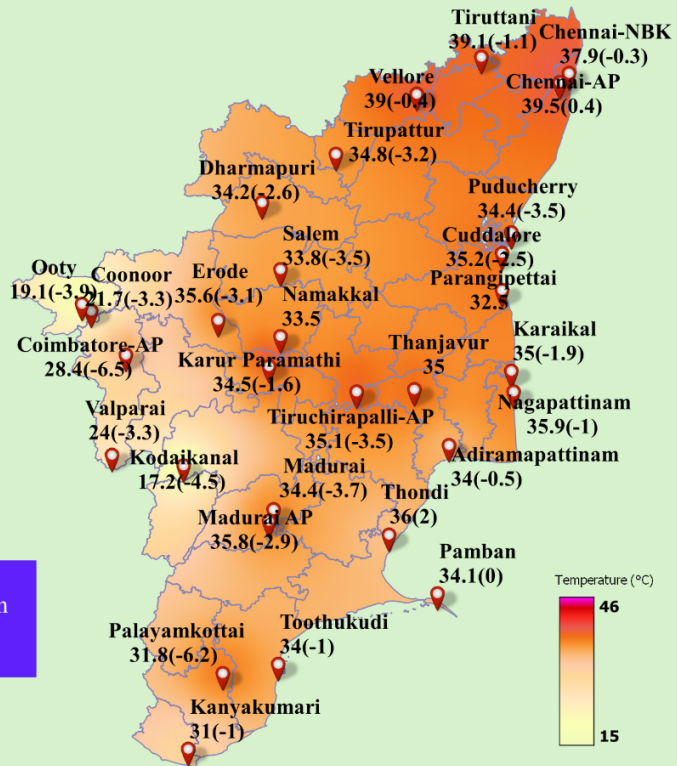 Tiruttani
39.1(-1.1)
Chennai-NBK
37.9(-0.3)
Vellore
39(-0.4)
Chennai-AP
39.5(0.4)
Tirupattur
34.8(-3.2)
Dharmapuri
34.2(-2.6)
Puducherry
34.4(-3.5)
Salem
33.8(-3.5)
Cuddalore
35.2(-2.5)
Ooty
19.1(-3.9)
Coonoor
21.7(-3.3)
Erode
35.6(-3.1)
Namakkal
33.5
Parangipettai
32.5
Coimbatore-AP
28.4(-6.5)
Karur Paramathi
34.5(-1.6)
Thanjavur
35
Karaikal
35(-1.9)
Valparai
24(-3.3)
Tiruchirapalli-AP
35.1(-3.5)
Nagapattinam
35.9(-1)
Kodaikanal
17.2(-4.5)
Madurai
34.4(-3.7)
Adiramapattinam
34(-0.5)
Madurai AP
35.8(-2.9)
Thondi
36(2)
Pamban
34.1(0)
Temperature (°C)
46
15
n
Palayamkottai
31.8(-6.2)
Toothukudi
34(-1)
Kanyakumari
31(-1)